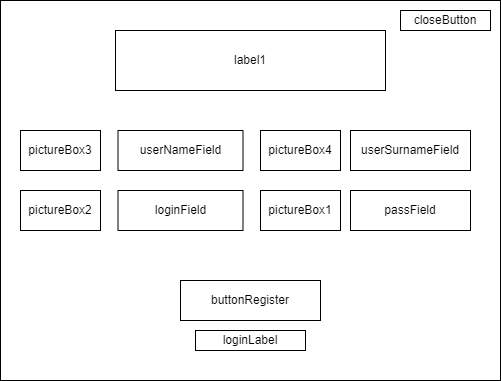 closeButton
label1
pictureBox3 userNameField pictureBox4 userSurnameField
pictureBox2 loginField pictureBox1 passField
buttonRegister
loginLabel